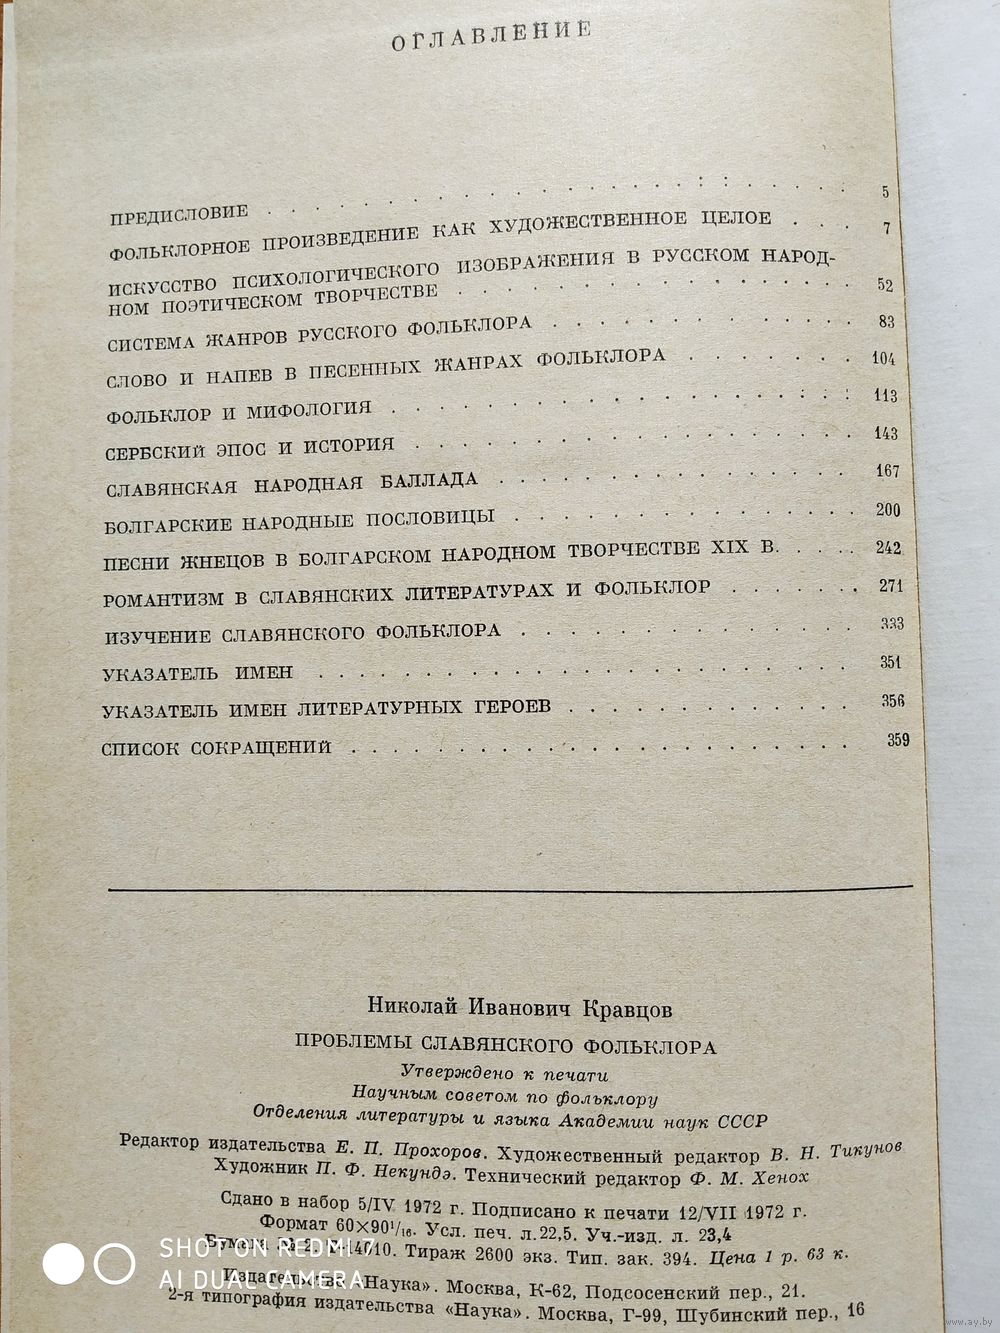 ОГЛАВЛЕНИЕ
ПРЕДИСЛОВИЕ . . . . . . . . . . . . . . . . . . . . 5
ФОЛЬКЛОРНОЕ ПРОИЗВЕДЕНИЕ КАК ХУДОЖЕСТВЕННОЕ ЦЕЛОЕ . . . 7
ИСКУССТВО ПСИХОЛОГИЧЕСКОГО ИЗОБРАЖЕНИЯ В РУССКОМ НАРОД-
НОМ ПОЭТИЧЕСКОМ ТВОРЧЕСТВЕ . . . . . . . . . . . . . . . 52
СИСТЕМА ЖАНРОВ РУССКОГО ФОЛЬКЛОРА . . . . . . . . . . . . 83
СЛОВО И НАПЕВ В ПЕСЕННЫХ ЖАНРАХ ФОЛЬКЛОРА . . . . . . . 104
ФОЛЬКЛОР И МИФОЛОГИЯ . . . . . . . . . . . . . . . . . . 113
СЕРБСКИЙ ЭПОС И ИСТОРИЯ . . . . . . . . . . . . . . . . . 143
СЛАВЯНСКАЯ НАРОДНАЯ БАЛЛАДА . . . . . . . . . . . . . . 167
БОЛГАРСКИЕ НАРОДНЫЕ ПОСЛОВИЦЫ . . . . . . . . . . . . . 200
ПЕСНИ ЖНЕЦОВ В БОЛГАРСКОМ НАРОДНОМ ТВОРЧЕСТВЕ XIX В. . . . . 242
РОМАНТИЗМ В СЛАВЯНСКИХ ЛИТЕРАТУРАХ И ФОЛЬКЛОР . . . . . . 271
ИЗУЧЕНИЕ СЛАВЯНСКОГО ФОЛЬКЛОРА . . . . . . . . . . . . . 333
УКАЗАТЕЛЬ ИМЕН . . . . . . . . . . . . . . . . . . . . 351
УКАЗАТЕЛЬ ИМЕН ЛИТЕРАТУРНЫХ ГЕРОЕВ . . . . . . . . . . . . 356
СПИСОК СОКРАЩЕНИЙ . . . . . . . . . . . . . . . . . . . 359
Николай Иванович Кравцов
ПРОБЛЕМЫ СЛАВЯНСКОГО ФОЛЬКЛОРА
Утверждено к печати
Научным советом по фольклору
Отделения литературы и языка Академии наук СССР
Редактор издательства Е. П. Прохоров. Художественный редактор В. Н. Тикунов
Художник П. Ф. Некундэ. Технический редактор Ф. М. Хенох
Сдано в набор 5/IV 1972 г. Подписано к печати 12/VII 1972 г.
Формат 60×90¹/₁₆. Усл. печ. л. 22,5. Уч.-изд. л. 23,4
Бумага № 2. Тираж 2600 экз. Тип. зак. 394. Цена 1 р. 63 к.
Издательство «Наука». Москва, К-62, Подсосенский пер., 21.
2-я типография издательства «Наука». Москва, Г-99, Шубинский пер., 16
SHOT ON REDMI 7
AI DUAL CAMERA
www.ay.by